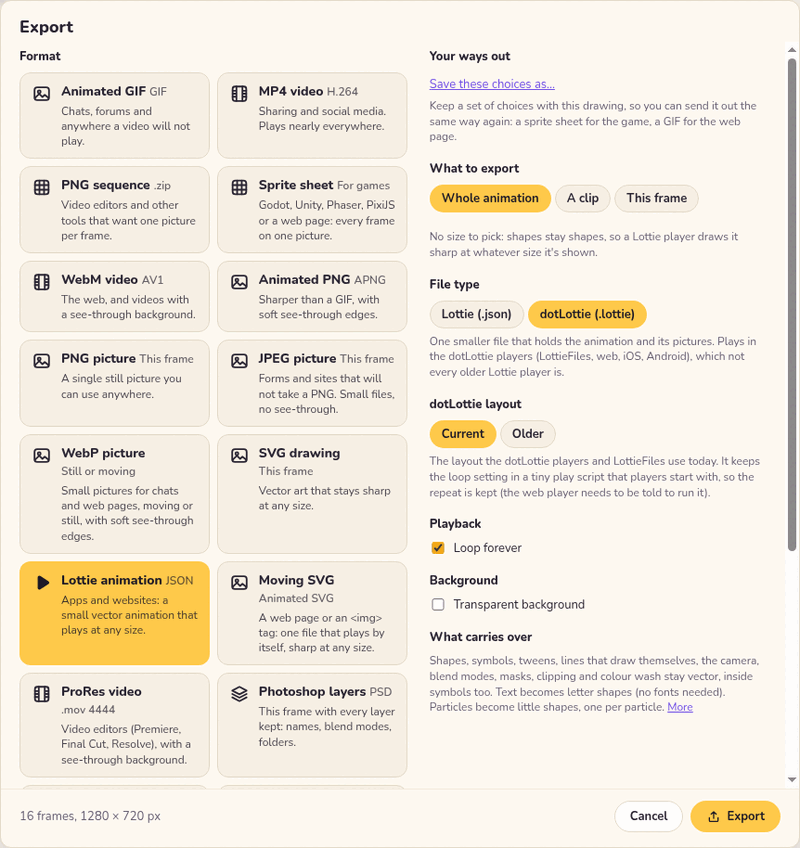 Export
Format
Animated GIF GIF
Chats, forums and
anywhere a video will not
play.
MP4 video H.264
Sharing and social media.
Plays nearly everywhere.
PNG sequence .zip
Video editors and other
tools that want one picture
per frame.
Sprite sheet For games
Godot, Unity, Phaser, PixiJS
or a web page: every frame
on one picture.
WebM video AV1
The web, and videos with
a see-through background.
Animated PNG APNG
Sharper than a GIF, with
soft see-through edges.
PNG picture This frame
A single still picture you
can use anywhere.
JPEG picture This frame
Forms and sites that will
not take a PNG. Small files,
no see-through.
WebP picture
Still or moving
Small pictures for chats
and web pages, moving or
still, with soft see-through
edges.
SVG drawing
This frame
Vector art that stays sharp
at any size.
Lottie animation JSON
Apps and websites: a
small vector animation that
plays at any size.
Moving SVG
Animated SVG
A web page or an <img>
tag: one file that plays by
itself, sharp at any size.
ProRes video
.mov 4444
Video editors (Premiere,
Final Cut, Resolve), with a
see-through background.
Photoshop layers PSD
This frame with every layer
kept: names, blend modes,
folders.
Your ways out
Save these choices as...
Keep a set of choices with this drawing, so you can send it out the
same way again: a sprite sheet for the game, a GIF for the web
page.
What to export
Whole animation
A clip
This frame
No size to pick: shapes stay shapes, so a Lottie player draws it
sharp at whatever size it's shown.
File type
Lottie (.json)
dotLottie (.lottie)
One smaller file that holds the animation and its pictures. Plays in
the dotLottie players (LottieFiles, web, iOS, Android), which not
every older Lottie player is.
dotLottie layout
Current
Older
The layout the dotLottie players and LottieFiles use today. It keeps
the loop setting in a tiny play script that players start with, so the
repeat is kept (the web player needs to be told to run it).
Playback
Loop forever
Background
Transparent background
What carries over
Shapes, symbols, tweens, lines that draw themselves, the camera,
blend modes, masks, clipping and colour wash stay vector, inside
symbols too. Text becomes letter shapes (no fonts needed).
Particles become little shapes, one per particle. More
16 frames, 1280 × 720 px
Cancel
Export